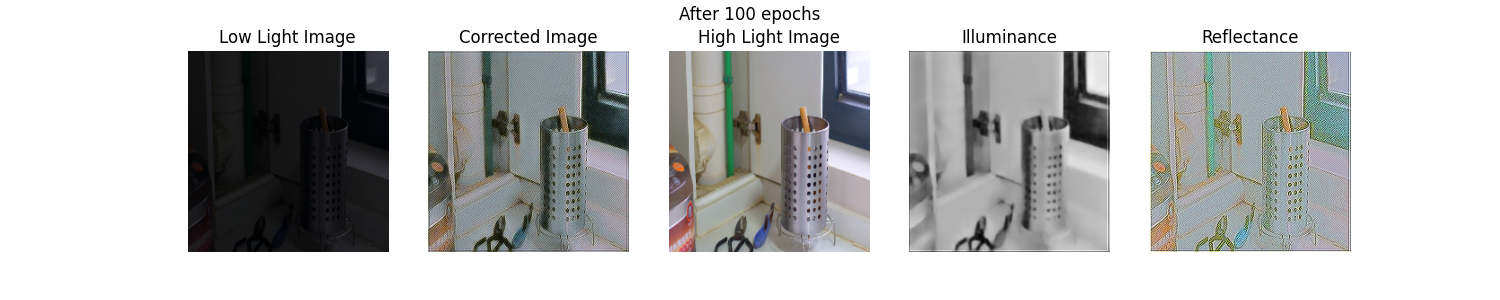 After 100 epochs
Low Light Image
Corrected Image
High Light Image
Illuminance
Reflectance